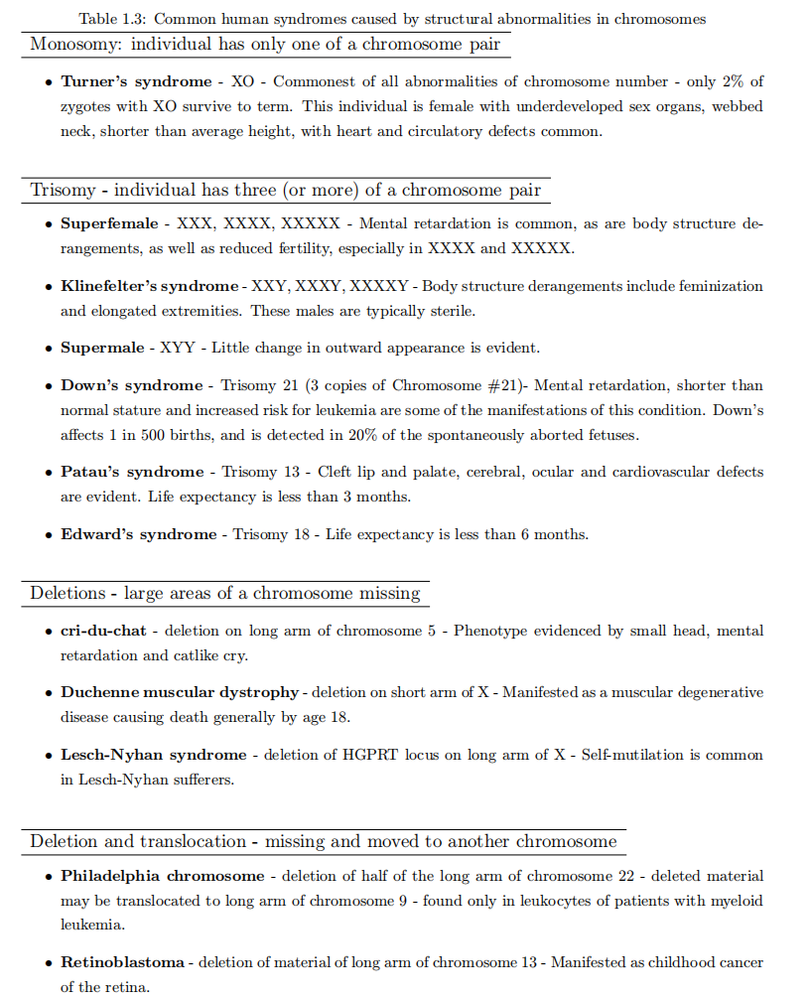 Table 1.3: Common human syndromes caused by structural abnormalities in chromosomes
Monosomy: individual has only one of a chromosome pair
• Turner's syndrome - XO - Commonest of all abnormalities of chromosome number - only 2% of
zygotes with XO survive to term. This individual is female with underdeveloped sex organs, webbed
neck, shorter than average height, with heart and circulatory defects common.
Trisomy - individual has three (or more) of a chromosome pair
• Superfemale - XXX, XXXX, XXXXX - Mental retardation is common, as are body structure de-
rangements, as well as reduced fertility, especially in XXXX and XXXXX.
• Klinefelter's syndrome - XXY, XXXY, XXXXY - Body structure derangements include feminization
and elongated extremities. These males are typically sterile.
• Supermale - XYY - Little change in outward appearance is evident.
• Down's syndrome - Trisomy 21 (3 copies of Chromosome #21)- Mental retardation, shorter than
normal stature and increased risk for leukemia are some of the manifestations of this condition. Down's
affects 1 in 500 births, and is detected in 20% of the spontaneously aborted fetuses.
• Patau's syndrome - Trisomy 13 - Cleft lip and palate, cerebral, ocular and cardiovascular defects
are evident. Life expectancy is less than 3 months.
• Edward's syndrome - Trisomy 18 - Life expectancy is less than 6 months.
Deletions - large areas of a chromosome missing
• cri-du-chat - deletion on long arm of chromosome 5 - Phenotype evidenced by small head, mental
retardation and catlike cry.
• Duchenne muscular dystrophy - deletion on short arm of X - Manifested as a muscular degenerative
disease causing death generally by age 18.
• Lesch-Nyhan syndrome - deletion of HGPRT locus on long arm of X - Self-mutilation is common
in Lesch-Nyhan sufferers.
Deletion and translocation - missing and moved to another chromosome
• Philadelphia chromosome - deletion of half of the long arm of chromosome 22 - deleted material
may be translocated to long arm of chromosome 9 - found only in leukocytes of patients with myeloid
leukemia.
• Retinoblastoma - deletion of material of long arm of chromosome 13 - Manifested as childhood cancer
of the retina.